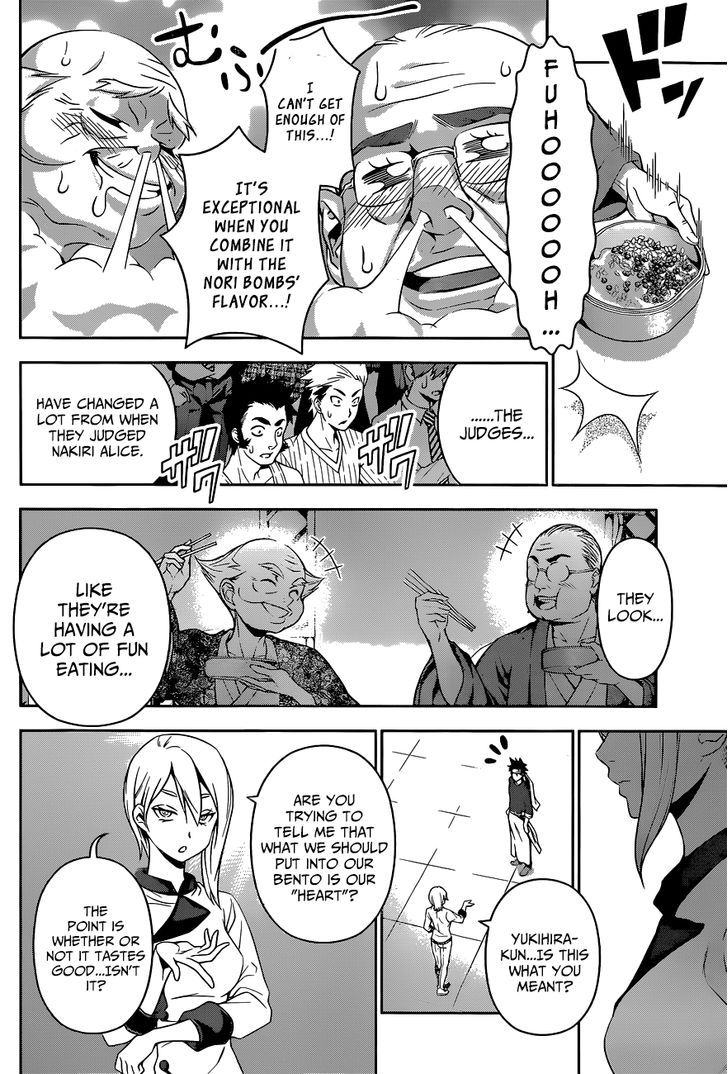 ドドッ
FUHOOOOOOH...
I
CAN'T GET
ENOUGH OF
THIS...!
むふー
IT'S
EXCEPTIONAL
WHEN YOU
COMBINE IT
WITH THE
NORI BOMBS'
FLAVOR...!
......THE
JUDGES...
HAVE CHANGED A
LOT FROM WHEN
THEY JUDGED
NAKIRI ALICE.
ザワ
ザワ
THEY
LOOK...
LIKE
THEY'RE
HAVING A
LOT OF FUN
EATING...
YUKIHIRA-
KUN...IS THIS
WHAT YOU
MEANT?
ARE YOU
TRYING TO
TELL ME THAT
WHAT WE SHOULD
PUT INTO OUR
BENTO IS OUR
"HEART"?
THE
POINT IS
WHETHER OR
NOT IT TASTES
GOOD...ISN'T
IT?